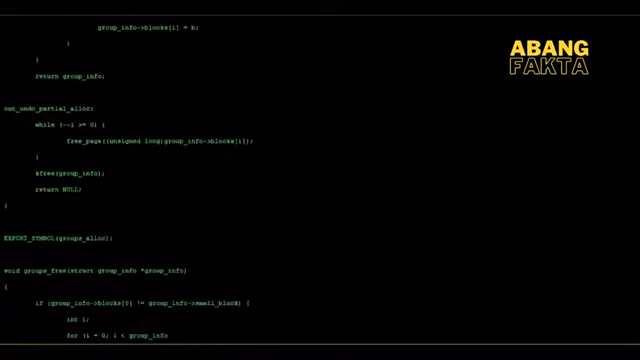 group_info->blocks[i] = b;
}
}
return group_info;
out_undo_partial_alloc:
while (--i >= 0) {
free_page((unsigned long)group_info->blocks[i]);
}
kfree(group_info);
return NULL;
}
EXPORT_SYMBOL(groups_alloc);
void groups_free(struct group_info *group_info)
{
if (group_info->blocks[0] != group_info->small_block) {
int i;
for (i = 0; i < group_info
ABANG
FAKTA